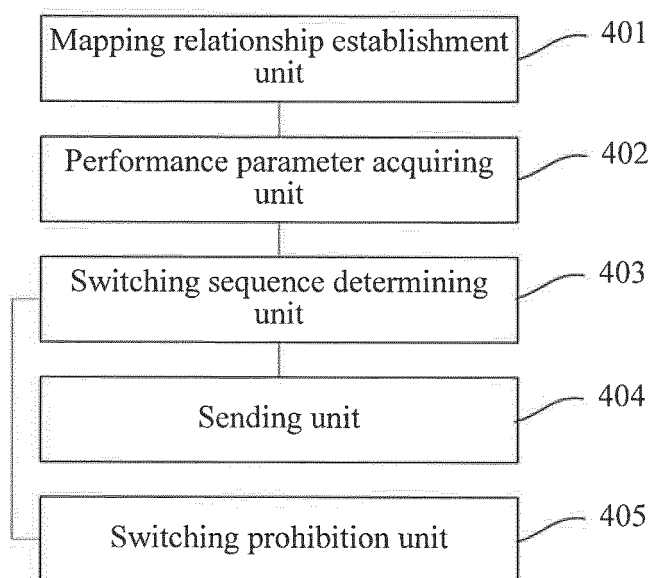 Mapping relationship establishment
unit
401
Performance parameter acquiring
unit
402
Switching sequence determining
unit
403
Sending unit
404
Switching prohibition unit
405